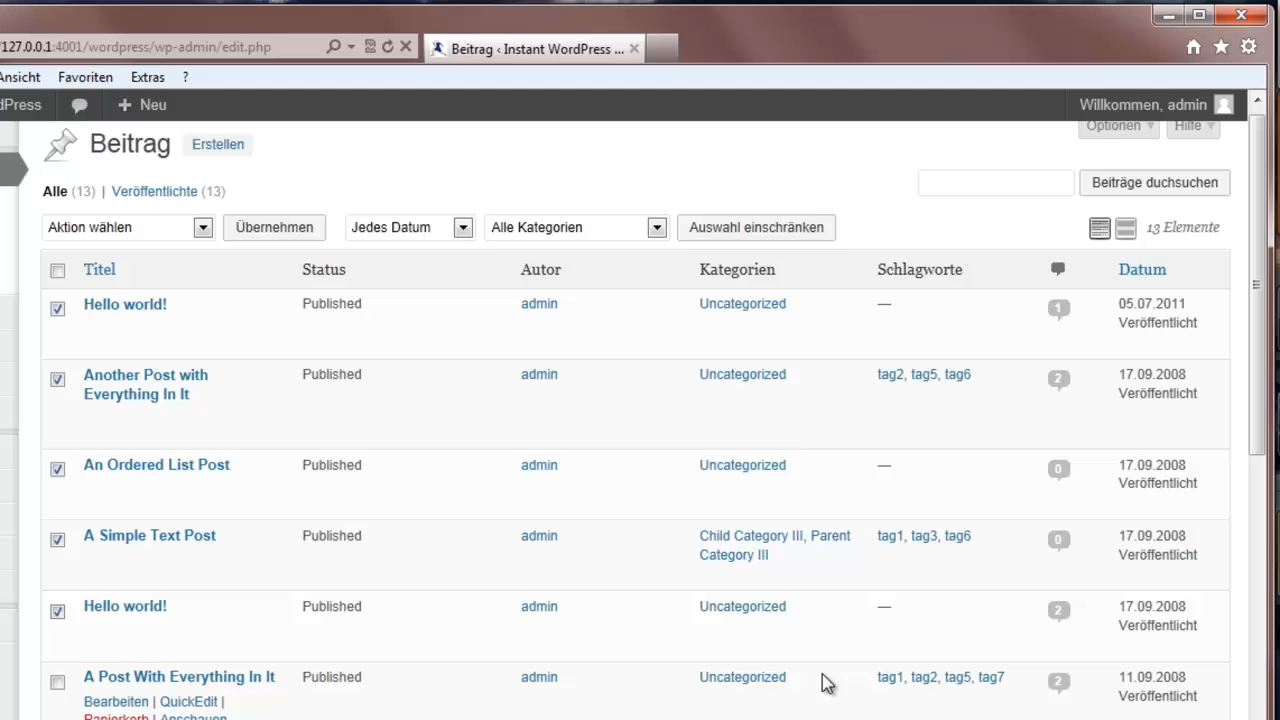 127.0.0.1:4001/wordpress/wp-admin/edit.php
Beitrag ‹ Instant WordPress ...
Ansicht Favoriten Extras ?
dPress + Neu Willkommen, admin
Optionen Hilfe
Beitrag Erstellen
Alle (13) | Veröffentlichte (13)
Beiträge duchsuchen
Aktion wählen Übernehmen Jedes Datum Alle Kategorien Auswahl einschränken 13 Elemente
Titel Status Autor Kategorien Schlagworte Datum
Hello world! Published admin Uncategorized — 1 05.07.2011
Veröffentlicht
Another Post with Published admin Uncategorized tag2, tag5, tag6 2 17.09.2008
Everything In It Veröffentlicht
An Ordered List Post Published admin Uncategorized — 0 17.09.2008
Veröffentlicht
A Simple Text Post Published admin Child Category III, Parent tag1, tag3, tag6 0 17.09.2008
Category III Veröffentlicht
Hello world! Published admin Uncategorized — 2 17.09.2008
Veröffentlicht
A Post With Everything In It Published admin Uncategorized tag1, tag2, tag5, tag7 2 11.09.2008
Bearbeiten | QuickEdit | Veröffentlicht
Papierkorb | Anschauen